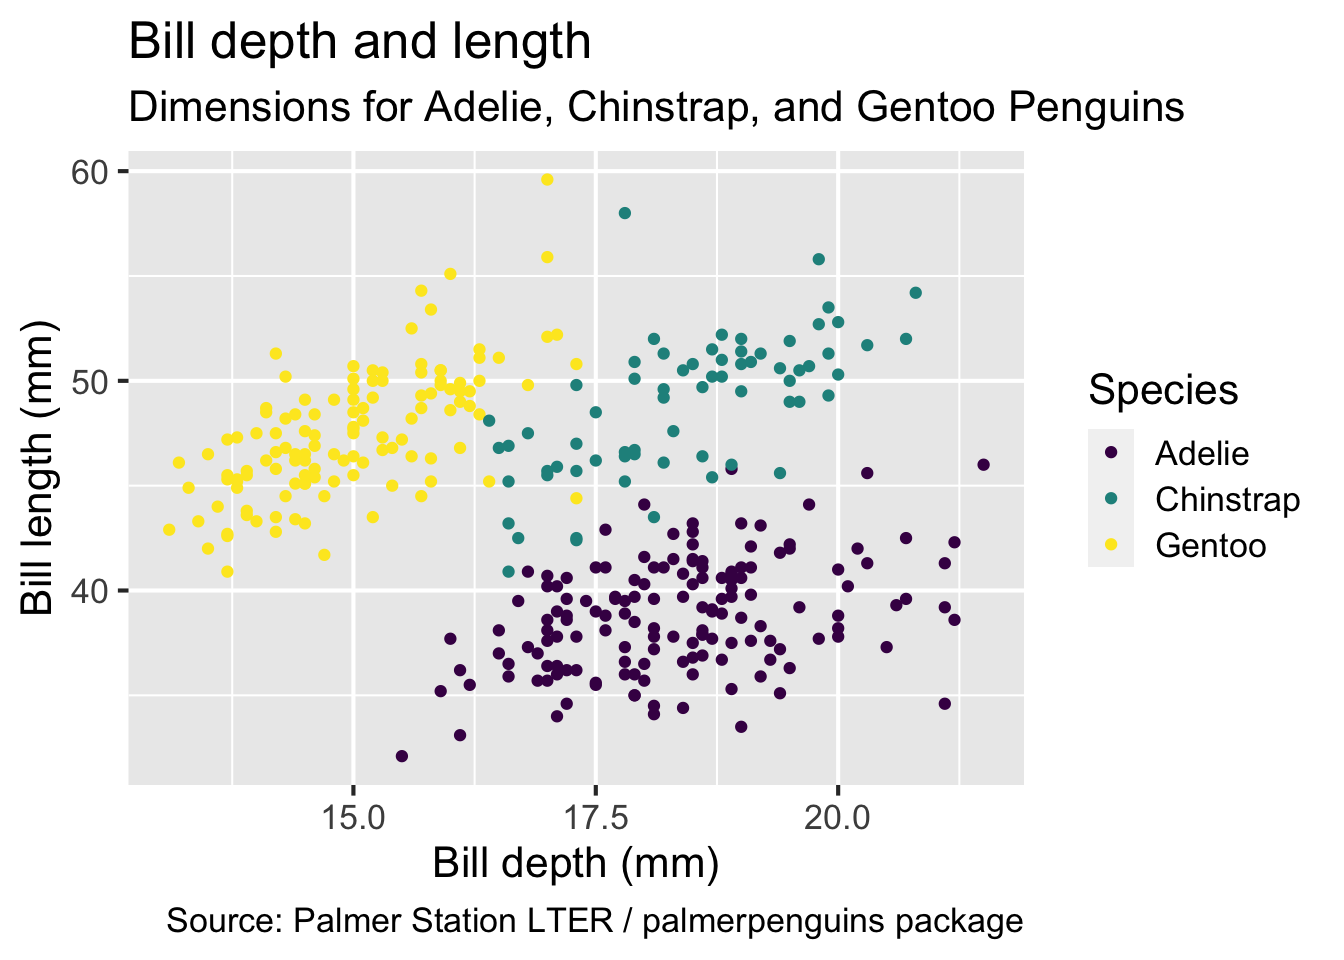 Bill depth and length
Dimensions for Adelie, Chinstrap, and Gentoo Penguins
60
50
40
Bill length (mm)
15.0 17.5 20.0
Bill depth (mm)
Species
Adelie
Chinstrap
Gentoo
Source: Palmer Station LTER / palmerpenguins package